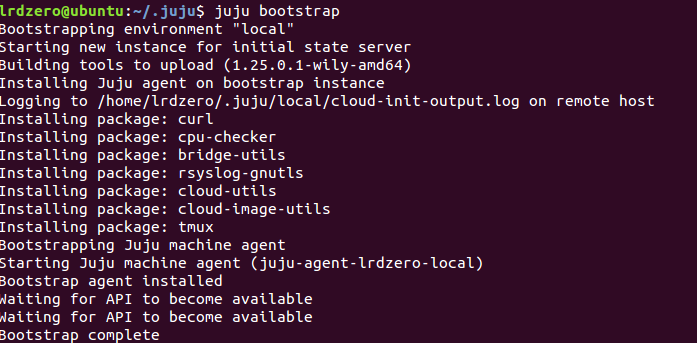 lrdzero@ubuntu:~/.juju$ juju bootstrap
Bootstrapping environment "local"
Starting new instance for initial state server
Building tools to upload (1.25.0.1-wily-amd64)
Installing Juju agent on bootstrap instance
Logging to /home/lrdzero/.juju/local/cloud-init-output.log on remote host
Installing package: curl
Installing package: cpu-checker
Installing package: bridge-utils
Installing package: rsyslog-gnutls
Installing package: cloud-utils
Installing package: cloud-image-utils
Installing package: tmux
Bootstrapping Juju machine agent
Starting Juju machine agent (juju-agent-lrdzero-local)
Bootstrap agent installed
Waiting for API to become available
Waiting for API to become available
Bootstrap complete